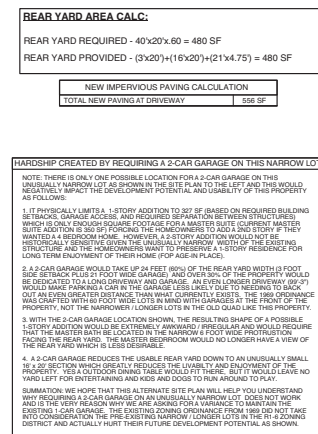 REAR YARD AREA CALC:
REAR YARD REQUIRED - 40'x20'x.60 = 480 SF
REAR YARD PROVIDED - (3'x20')+(16'x20')+(21'x4.75') = 480 SF
NEW IMPERVIOUS PAVING CALCULATION
TOTAL NEW PAVING AT DRIVEWAY 556 SF
HARDSHIP CREATED BY REQUIRING A 2-CAR GARAGE ON THIS NARROW LOT
NOTE: THERE IS ONLY ONE POSSIBLE LOCATION FOR A 2-CAR GARAGE ON THIS
UNUSUALLY NARROW LOT AS SHOWN IN THE SITE PLAN TO THE LEFT AND THIS WOULD
NEGATIVELY IMPACT THE DEVELOPMENT POTENTIAL AND USABILITY OF THIS PROPERTY
AS FOLLOWS:
1. IT PHYSICALLY LIMITS A 1-STORY ADDITION TO 327 SF (BASED ON REQUIRED BUILDING
SETBACKS, GARAGE ACCESS, AND REQUIRED SEPARATION BETWEEN STRUCTURES)
WHICH IS ONLY ENOUGH SQUARE FOOTAGE FOR A MASTER SUITE (CURRENT MASTER
SUITE ADDITION IS 360 SF) FORCING THE HOMEOWNERS TO ADD A 2ND STORY IF THEY
WANTED A 4 BEDROOM HOME. HOWEVER, A 2-STORY ADDITION WOULD NOT BE
HISTORICALLY SENSITIVE GIVEN THE UNUSUALLY NARROW WIDTH OF THE EXISTING
STRUCTURE AND THE HOMEOWNERS WANT TO PRESERVE A 1-STORY RESIDENCE FOR
LONG TERM ENJOYMENT OF THEIR HOME (FOP AGE-IN PLACE).
2. A 2-CAR GARAGE WOULD TAKE UP 24 FEET (60%) OF THE REAR YARD WIDTH (3 FOOT
SIDE SETBACK PLUS 21 FOOT WIDE GARAGE) AND OVER 30% OF THE PROPERTY WOULD
BE DEDICATED TO A LONG DRIVEWAY AND GARAGE. AN EVEN LONGER DRIVEWAY (99'-3")
WOULD MAKE PARKING A CAR IN THE GARAGE LESS LIKELY DUE TO NEEDING TO BACK
OUT AN EVEN GREATER DISTANCE THAN WHAT CURRENTLY EXISTS. THE 1969 ORDINANCE
WAS CRAFTED WITH 60 FOOT WIDE LOTS IN MIND WITH GARAGES AT THE FRONT OF THE
PROPERTY, NOT THE NARROWER / LONGER LOTS IN THE OLD QUAD LIKE THIS PROPERTY.
3. WITH THE 2-CAR GARAGE LOCATION SHOWN, THE RESULTING SHAPE OF A POSSIBLE
1-STORY ADDITION WOULD BE EXTREMELY AWKWARD / IRREGUALAR AND WOULD REQUIRE
THAT THE MASTER BATH BE LOCATED IN THE NARROW 6 FOOT WIDE PROTRUSTION
FACING THE REAR YARD. THE MASTER BEDRROOM WOULD NO LONGER HAVE A VIEW OF
THE REAR YARD WHICH IS LESS DESIRABLE.
4. A 2-CAR GARAGE REDUCES THE USABLE REAR YARD DOWN TO AN UNUSUALLY SMALL
16' x 20' SECTION WHICH GREATLY REDUCES THE LIVABILTY AND ENJOYMENT OF THE
PROPERTY. YES A OUTDOOR DINING TABLE WOULD FIT THERE, BUT IT WOULD LEAVE NO
YARD LEFT FOR ENTERTAINING AND KIDS AND DOGS TO RUN AROUND TO PLAY.
SUMMATION: WE HOPE THAT THIS ALTERNATE SITE PLAN WILL HELP YOU UNDERSTAND
WHY REQUIRING A 2-CAR GARAGE ON AN UNUSUALLY NARROW LOT DOES NOT WORK
AND IS THE VERY REASON WHY WE ARE ASKING FOR A VARIANCE TO MAINTAIN THE
EXISTING 1-CAR GARAGE. THE EXISTING ZONING ORDINANCE FROM 1969 DID NOT TAKE
INTO CONSIDERATION THE PRE-EXISTING NARROW / LONGER LOTS IN THE R1-6 ZONING
DISTRICT AND ACTUALLY HURT THEIR FUTURE DEVELOPMENT POTENTIAL AS SHOWN.